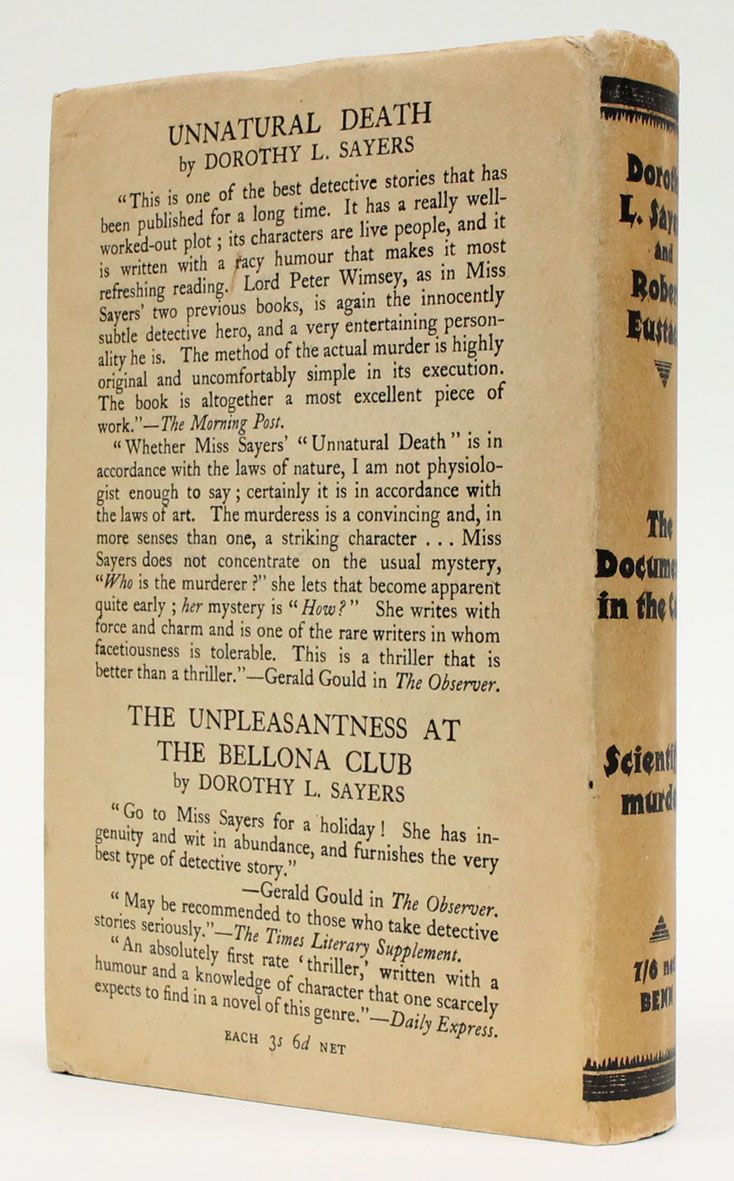 UNNATURAL DEATH
by DOROTHY L. SAYERS
“This is one of the best detective stories that has
been published for a long time. It has a really well-
worked-out plot ; its characters are live people, and it
is written with a racy humour that makes it most
refreshing reading. Lord Peter Wimsey, as in Miss
Sayers’ two previous books, is again the innocently
subtle detective hero, and a very entertaining person-
ality he is. The method of the actual murder is highly
original and uncomfortably simple in its execution.
The book is altogether a most excellent piece of
work.”—The Morning Post.
“Whether Miss Sayers’ “Unnatural Death” is in
accordance with the laws of nature, I am not physiolo-
gist enough to say ; certainly it is in accordance with
the laws of art. The murderess is a convincing and, in
more senses than one, a striking character . . . Miss
Sayers does not concentrate on the usual mystery,
“Who is the murderer ?” she lets that become apparent
quite early ; her mystery is “How ?” She writes with
force and charm and is one of the rare writers in whom
facetiousness is tolerable. This is a thriller that is
better than a thriller.”—Gerald Gould in The Observer.
THE UNPLEASANTNESS AT
THE BELLONA CLUB
by DOROTHY L. SAYERS
“Go to Miss Sayers for a holiday ! She has in-
genuity and wit in abundance, and furnishes the very
best type of detective story.”
—Gerald Gould in The Observer.
“May be recommended to those who take detective
stories seriously.”—The Times Literary Supplement.
“An absolutely first rate ‘thriller,’ written with a
humour and a knowledge of character that one scarcely
expects to find in a novel of this genre.”—Daily Express.
EACH 3s 6d NET
Doroth
L. Saye
and
Rober
Eustac
The
Docume
in the Ca
Scientif
murde
7/6 ne
BENN